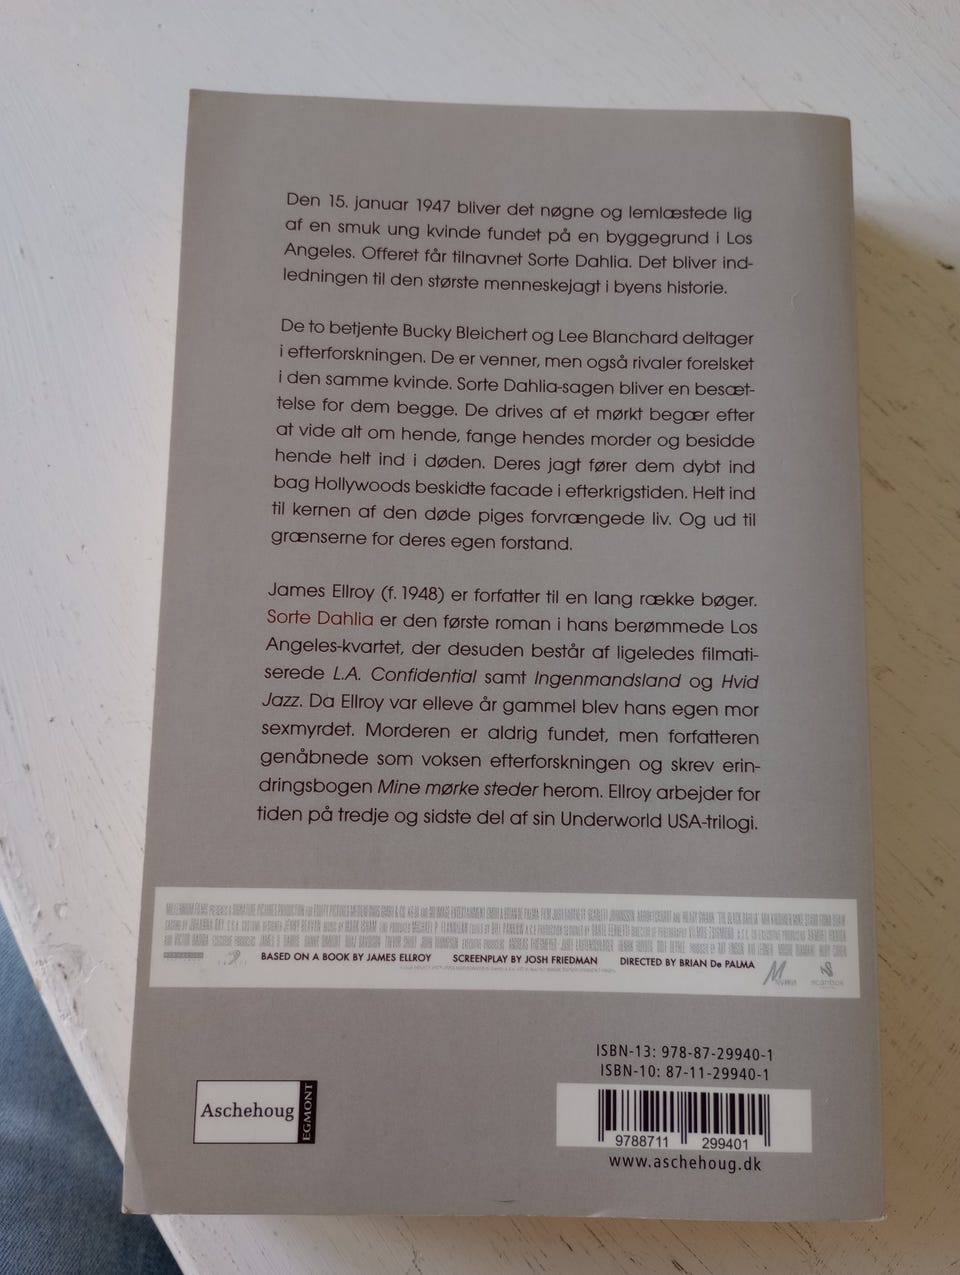 Den 15. januar 1947 bliver det nøgne og lemlæstede lig
af en smuk ung kvinde fundet på en byggegrund i Los
Angeles. Offeret får tilnavnet Sorte Dahlia. Det bliver ind-
ledningen til den største menneskejagt i byens historie.
De to betjente Bucky Bleichert og Lee Blanchard deltager
i efterforskningen. De er venner, men også rivaler forelsket
i den samme kvinde. Sorte Dahlia-sagen bliver en besæt-
telse for dem begge. De drives af et mørkt begær efter
at vide alt om hende, fange hendes morder og besidde
hende helt ind i døden. Deres jagt fører dem dybt ind
bag Hollywoods beskidte facade i efterkrigstiden. Helt ind
til kernen af den døde piges forvrængede liv. Og ud til
grænserne for deres egen forstand.
James Ellroy (f. 1948) er forfatter til en lang række bøger.
Sorte Dahlia er den første roman i hans berømmede Los
Angeles-kvartet, der desuden består af ligeledes filmati-
serede L.A. Confidential samt Ingenmandsland og Hvid
Jazz. Da Ellroy var elleve år gammel blev hans egen mor
sexmyrdet. Morderen er aldrig fundet, men forfatteren
genåbnede som voksen efterforskningen og skrev erin-
dringsbogen Mine mørke steder herom. Ellroy arbejder for
tiden på tredje og sidste del af sin Underworld USA-trilogi.
BASED ON A BOOK BY JAMES ELLROY SCREENPLAY BY JOSH FRIEDMAN DIRECTED BY BRIAN De PALMA
scanbox
ISBN-13: 978-87-29940-1
ISBN-10: 87-11-29940-1
Aschehoug EGMONT
9788711 299401
www.aschehoug.dk